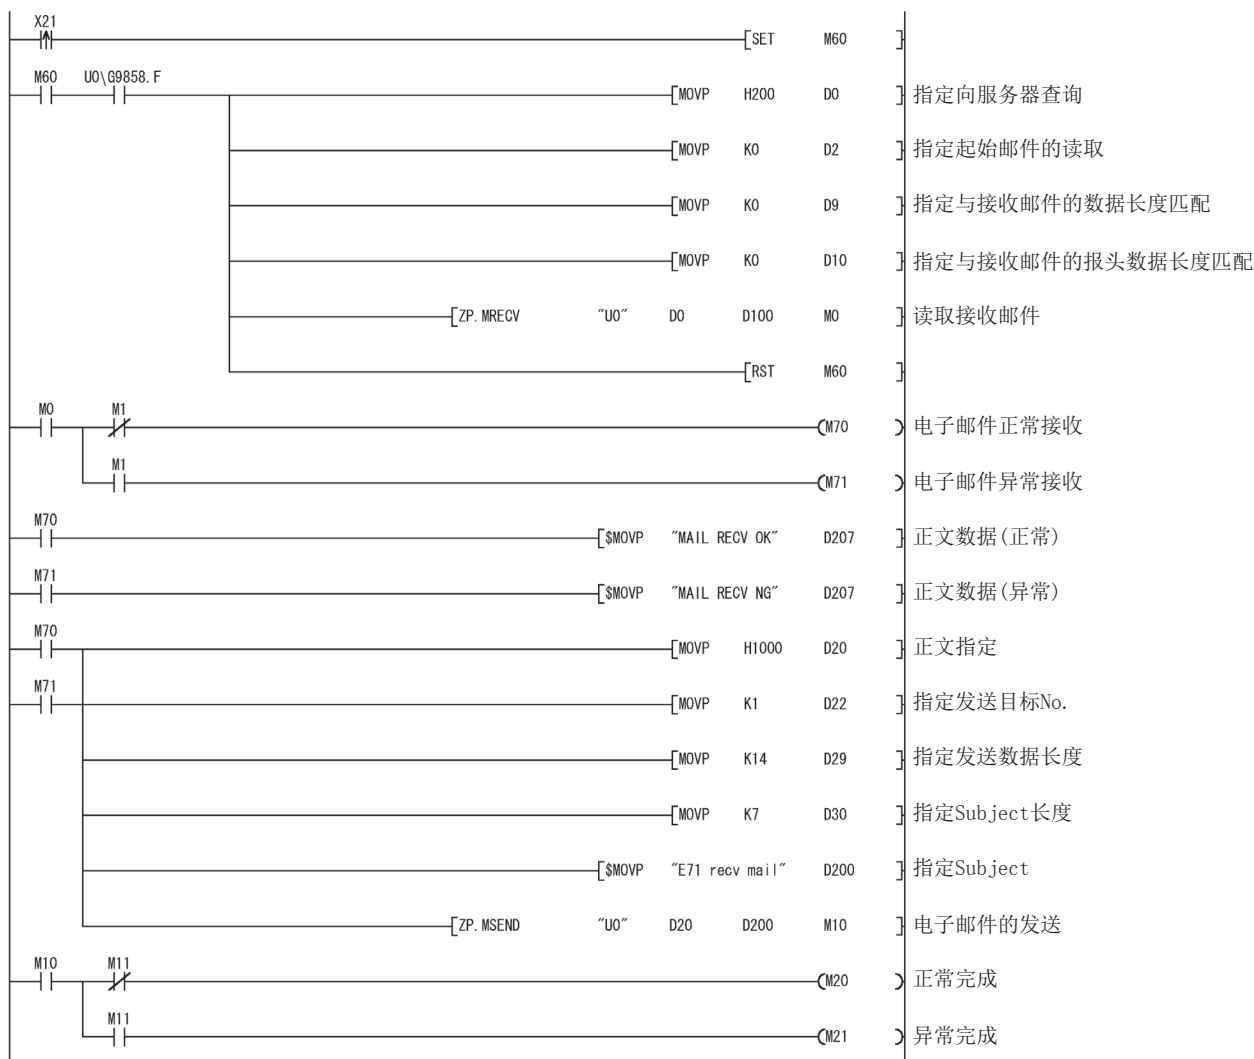 X21
SET M60
M60 U0\G9858.F
MOVP H200 D0 指定向服务器查询
MOVP K0 D2 指定起始邮件的读取
MOVP K0 D9 指定与接收邮件的数据长度匹配
MOVP K0 D10 指定与接收邮件的报头数据长度匹配
ZP.MRECV "U0" D0 D100 M0 读取接收邮件
RST M60
M0 M1
M70 电子邮件正常接收
M1
M71 电子邮件异常接收
M70
$MOVP "MAIL RECV OK" D207 正文数据(正常)
M71
$MOVP "MAIL RECV NG" D207 正文数据(异常)
M70
MOVP H1000 D20 正文指定
M71
MOVP K1 D22 指定发送目标No.
MOVP K14 D29 指定发送数据长度
MOVP K7 D30 指定Subject长度
$MOVP "E71 recv mail" D200 指定Subject
ZP.MSEND "U0" D20 D200 M10 电子邮件的发送
M10 M11
M20 正常完成
M11
M21 异常完成